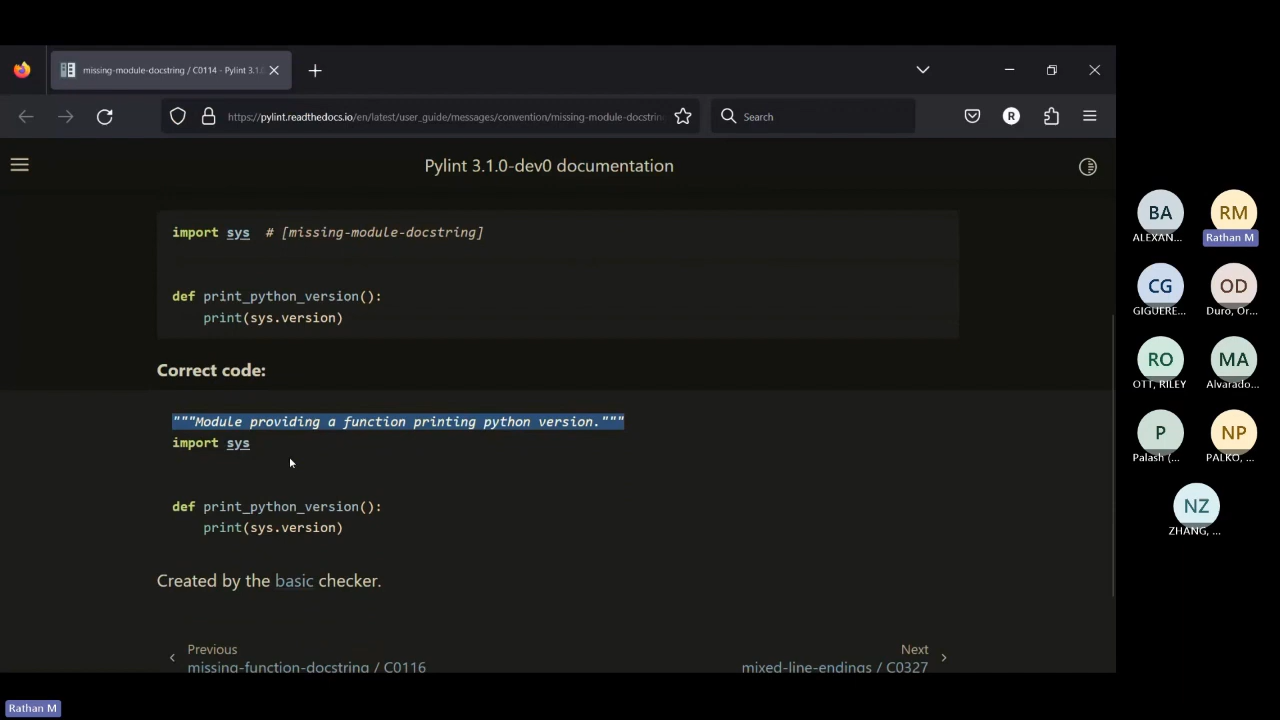 missing-module-docstring / C0114 - Pylint 3.1.0
https://pylint.readthedocs.io/en/latest/user_guide/messages/convention/missing-module-docstrin
Search
R
Pylint 3.1.0-dev0 documentation
import sys  # [missing-module-docstring]
def print_python_version():
    print(sys.version)
Correct code:
"""Module providing a function printing python version."""
import sys
def print_python_version():
    print(sys.version)
Created by the basic checker.
Previous
missing-function-docstring / C0116
Next
mixed-line-endings / C0327
BA
ALEXAN...
RM
Rathan M
CG
GIGUERE...
OD
Duro, Or...
RO
OTT, RILEY
MA
Alvarado...
P
Palash (...
NP
PALKO, ...
NZ
ZHANG, ...
Rathan M